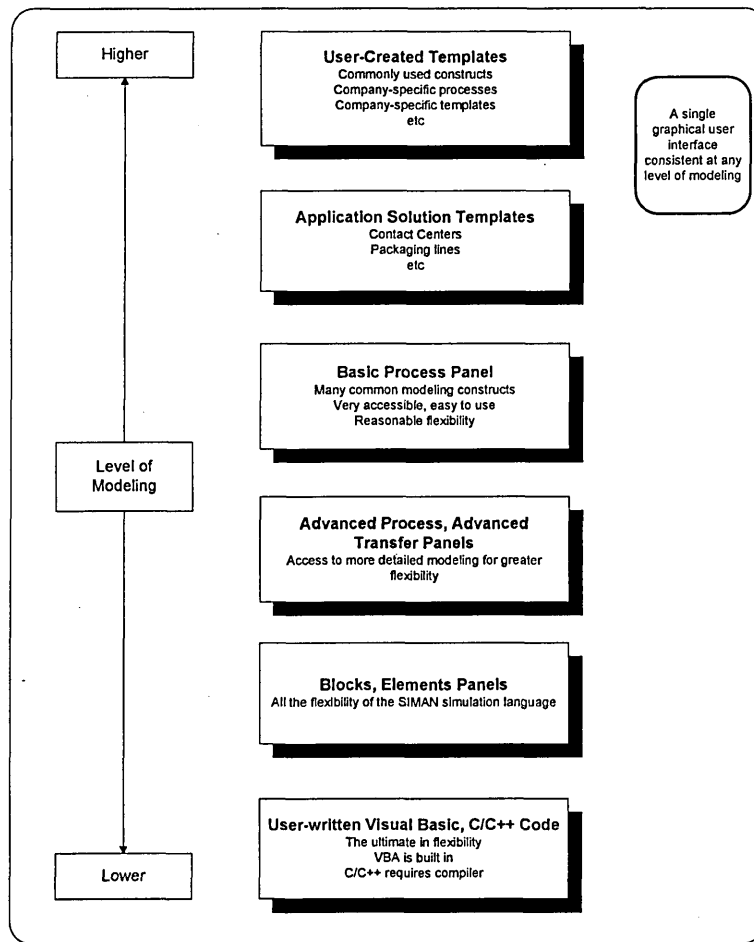 Higher
User-Created Templates
Commonly used constructs
Company-specific processes
Company-specific templates
etc
A single
graphical user
interface
consistent at any
level of modeling
Application Solution Templates
Contact Centers
Packaging lines
etc
Basic Process Panel
Many common modeling constructs
Very accessible, easy to use
Reasonable flexibility
Level of
Modeling
Advanced Process, Advanced
Transfer Panels
Access to more detailed modeling for greater
flexibility
Blocks, Elements Panels
All the flexibility of the SIMAN simulation language
User-written Visual Basic, C/C++ Code
The ultimate in flexibility
VBA is built in
C/C++ requires compiler
Lower